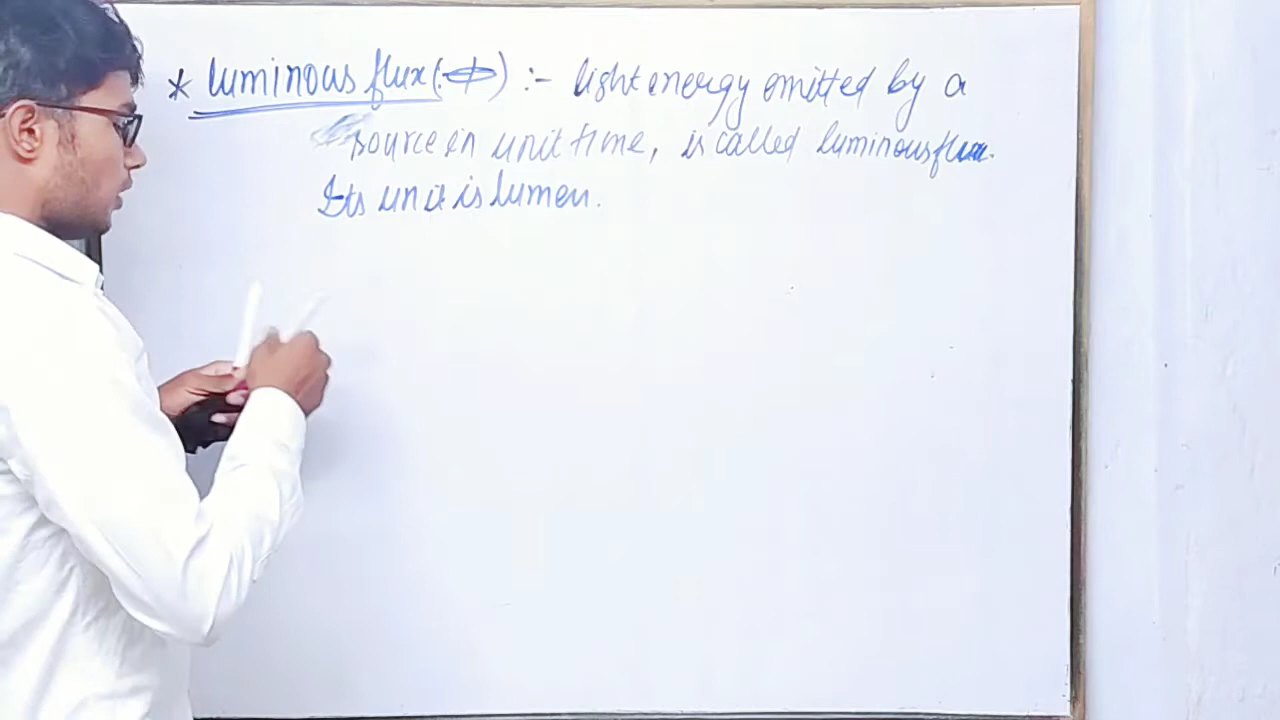 * luminous flux (Φ) :- light energy emitted by a
source in unit time, is called luminous flux.
Its unit is lumen.